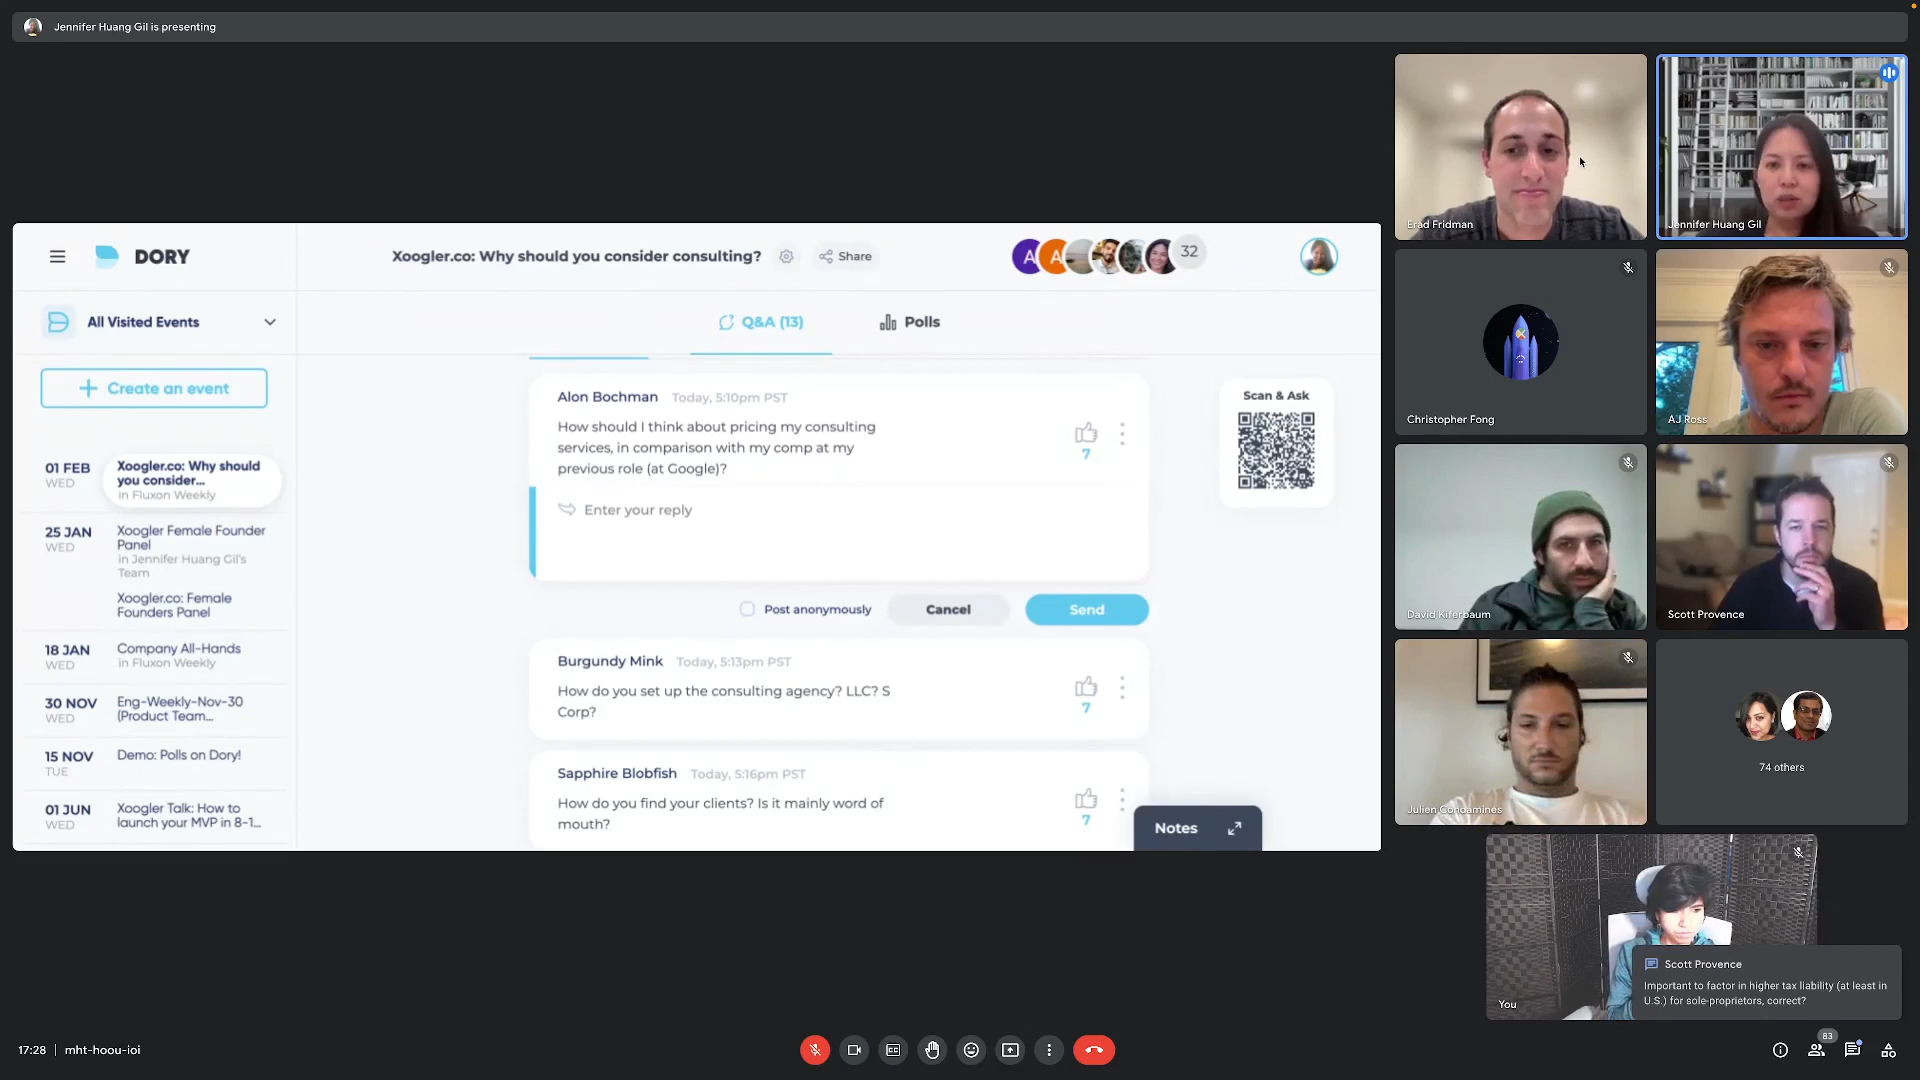 Jennifer Huang Gil is presenting
DORY
Xoogler.co: Why should you consider consulting?
Share
A
A
32
All Visited Events
Q&A (13)
Polls
Create an event
01 FEB
WED
Xoogler.co: Why should
you consider...
in Fluxon Weekly
25 JAN
WED
Xoogler Female Founder
Panel
in Jennifer Huang Gil's
Team
Xoogler.co: Female
Founders Panel
18 JAN
WED
Company All-Hands
in Fluxon Weekly
30 NOV
WED
Eng-Weekly-Nov-30
(Product Team...
15 NOV
TUE
Demo: Polls on Dory!
01 JUN
WED
Xoogler Talk: How to
launch your MVP in 8-1...
Alon Bochman Today, 5:10pm PST
How should I think about pricing my consulting
services, in comparison with my comp at my
previous role (at Google)?
7
Enter your reply
Post anonymously
Cancel
Send
Burgundy Mink Today, 5:13pm PST
How do you set up the consulting agency? LLC? S
Corp?
7
Sapphire Blobfish Today, 5:16pm PST
How do you find your clients? Is it mainly word of
mouth?
7
Scan & Ask
Notes
Erad Fridman
Jennifer Huang Gil
Christopher Fong
AJ Ross
David Kiferbaum
Scott Provence
Julien Condamines
74 others
You
Scott Provence
Important to factor in higher tax liability (at least in
U.S.) for sole-proprietors, correct?
17:28
mht-hoou-ioi
83